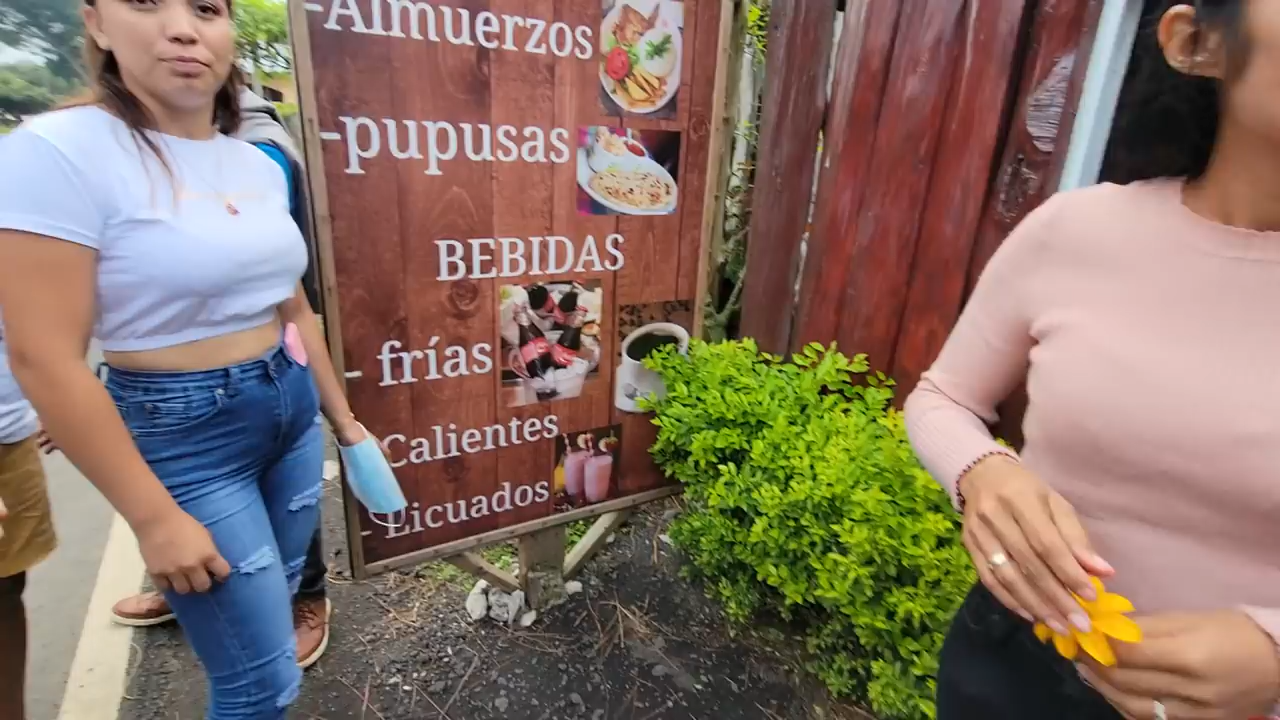 -Almuerzos
-pupusas
BEBIDAS
- frías
Calientes
- Licuados